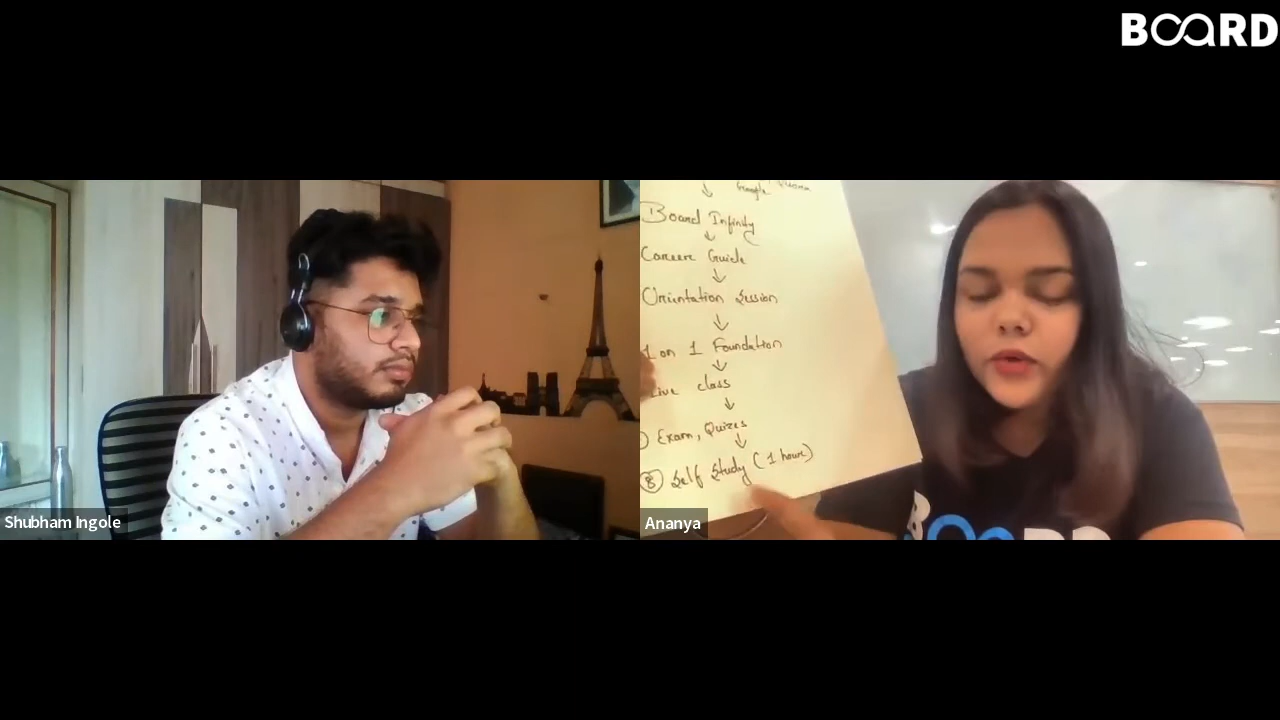 BOARD
Board Infinity
Career Guide
Orientation Session
1 on 1 Foundation
Live class
Exam, Quizes
8 Self Study (1 hour)
Shubham Ingole
Ananya
BOARD